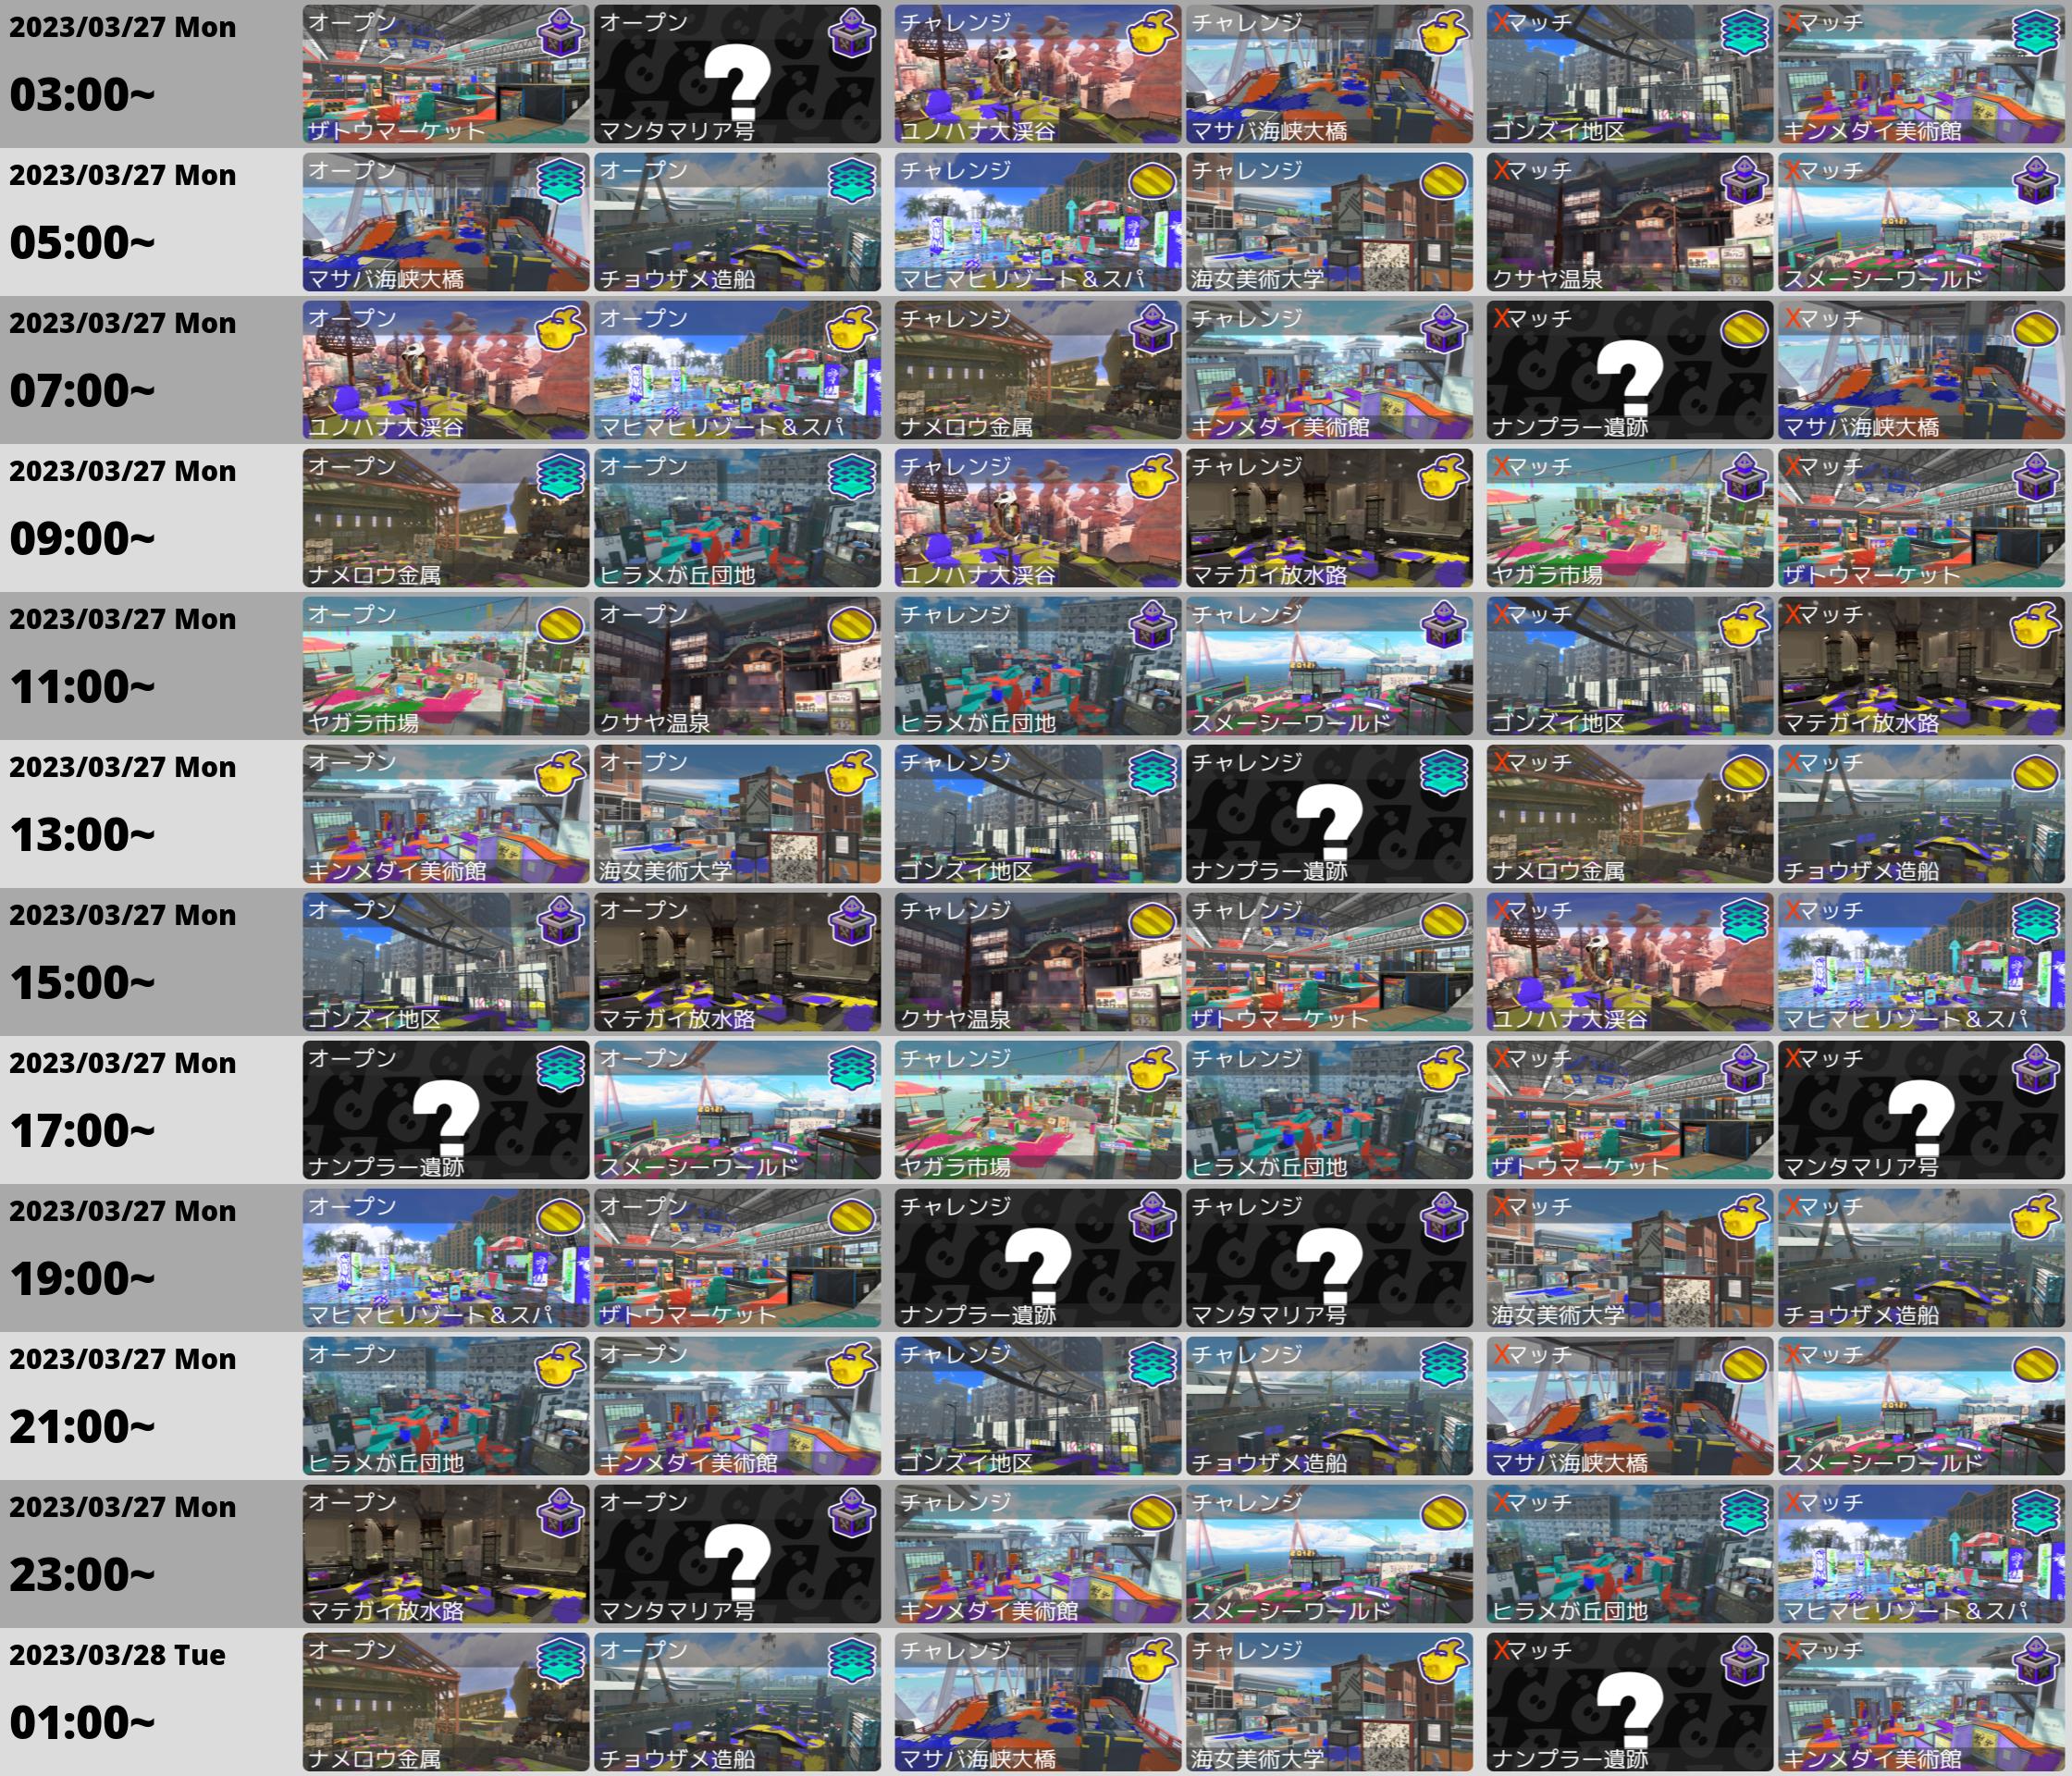 2023/03/27 Mon
03:00~
オープン
ザトウマーケット
オープン
マンタマリア号
チャレンジ
ユノハナ大渓谷
チャレンジ
マサバ海峡大橋
Xマッチ
ゴンズイ地区
Xマッチ
キンメダイ美術館
2023/03/27 Mon
05:00~
オープン
マサバ海峡大橋
オープン
チョウザメ造船
チャレンジ
マヒマヒリゾート&スパ
チャレンジ
海女美術大学
Xマッチ
クサヤ温泉
Xマッチ
スメーシーワールド
2023/03/27 Mon
07:00~
オープン
ユノハナ大渓谷
オープン
マヒマヒリゾート&スパ
チャレンジ
ナメロウ金属
チャレンジ
キンメダイ美術館
Xマッチ
?
ナンプラー遺跡
Xマッチ
マサバ海峡大橋
2023/03/27 Mon
09:00~
オープン
ナメロウ金属
オープン
ヒラメが丘団地
チャレンジ
ユノハナ大渓谷
チャレンジ
マテガイ放水路
Xマッチ
ヤガラ市場
Xマッチ
ザトウマーケット
2023/03/27 Mon
11:00~
オープン
ヤガラ市場
オープン
クサヤ温泉
チャレンジ
ヒラメが丘団地
チャレンジ
スメーシーワールド
Xマッチ
ゴンズイ地区
Xマッチ
マテガイ放水路
2023/03/27 Mon
13:00~
オープン
キンメダイ美術館
オープン
海女美術大学
チャレンジ
ゴンズイ地区
チャレンジ
?
ナンプラー遺跡
Xマッチ
ナメロウ金属
Xマッチ
チョウザメ造船
2023/03/27 Mon
15:00~
オープン
ゴンズイ地区
オープン
マテガイ放水路
チャレンジ
クサヤ温泉
チャレンジ
ザトウマーケット
Xマッチ
ユノハナ大渓谷
Xマッチ
マヒマヒリゾート&スパ
2023/03/27 Mon
17:00~
オープン
?
ナンプラー遺跡
オープン
スメーシーワールド
チャレンジ
ヤガラ市場
チャレンジ
ヒラメが丘団地
Xマッチ
ザトウマーケット
Xマッチ
?
マンタマリア号
2023/03/27 Mon
19:00~
オープン
マヒマヒリゾート&スパ
オープン
ザトウマーケット
チャレンジ
?
ナンプラー遺跡
チャレンジ
?
マンタマリア号
Xマッチ
海女美術大学
Xマッチ
チョウザメ造船
2023/03/27 Mon
21:00~
オープン
ヒラメが丘団地
オープン
キンメダイ美術館
チャレンジ
ゴンズイ地区
チャレンジ
チョウザメ造船
Xマッチ
マサバ海峡大橋
Xマッチ
スメーシーワールド
2023/03/27 Mon
23:00~
オープン
マテガイ放水路
オープン
?
マンタマリア号
チャレンジ
キンメダイ美術館
チャレンジ
スメーシーワールド
Xマッチ
ヒラメが丘団地
Xマッチ
マヒマヒリゾート&スパ
2023/03/28 Tue
01:00~
オープン
ナメロウ金属
オープン
チョウザメ造船
チャレンジ
マサバ海峡大橋
チャレンジ
海女美術大学
Xマッチ
?
ナンプラー遺跡
Xマッチ
キンメダイ美術館